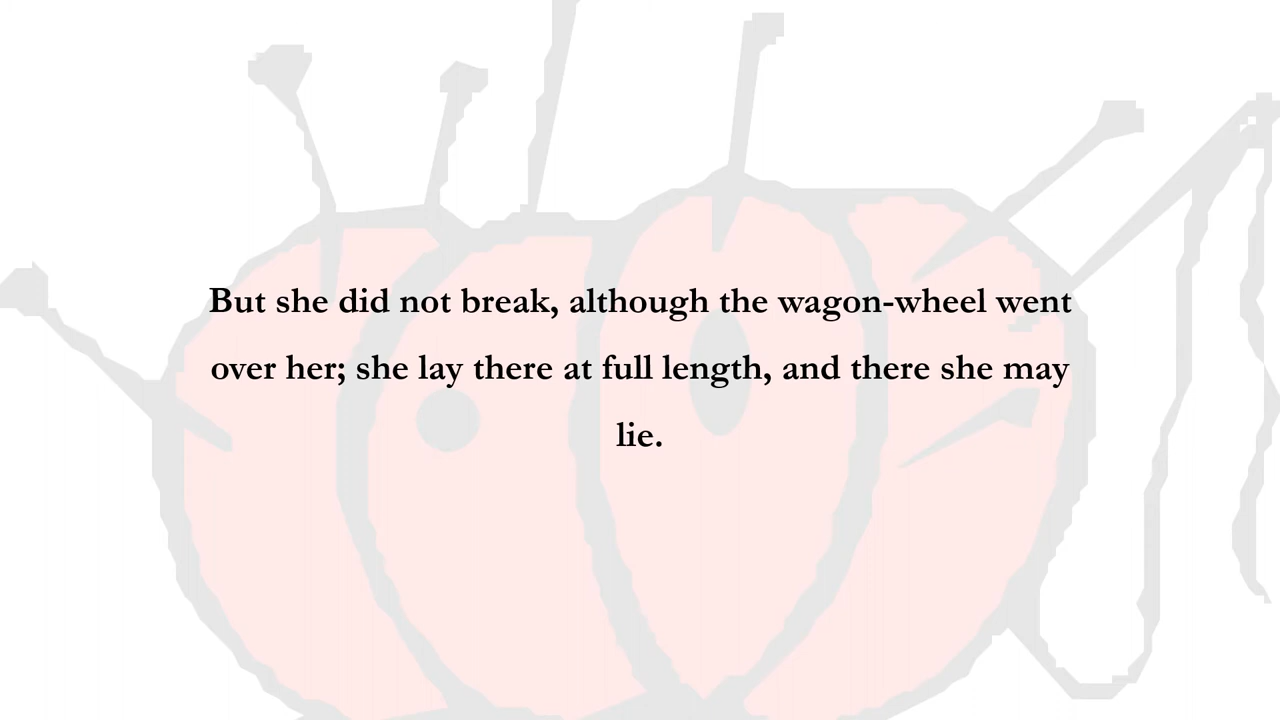 But she did not break, although the wagon-wheel went
over her; she lay there at full length, and there she may
lie.